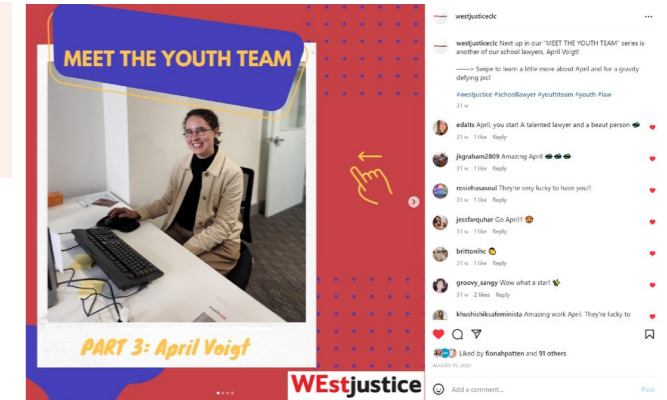 MEET THE YOUTH TEAM
PART 3: April Voigt
WEstjustice
westjusticeclc
westjusticeclc Next up in our "MEET THE YOUTH TEAM" series is
another of our school lawyers, April Voigt!
——> Swipe to learn a little more about April and for a gravity
defying pic!
#westjustice #schoollawyer #youthteam #youth #law
31 w
edalts April, you star! A talented lawyer and a beaut person
31 w 1 like Reply
jkgraham2809 Amazing April
31 w 1 like Reply
rosiehasasoul They're very lucky to have you!!
31 w 1 like Reply
jessfarquhar Go April!!
31 w 1 like Reply
brittonihc
31 w 1 like Reply
groovy_sangy Wow what a star!
31 w 2 likes Reply
khushishiksafeminista Amazing work April. They're lucky to
Liked by fionahpatten and 91 others
Add a comment...
Post